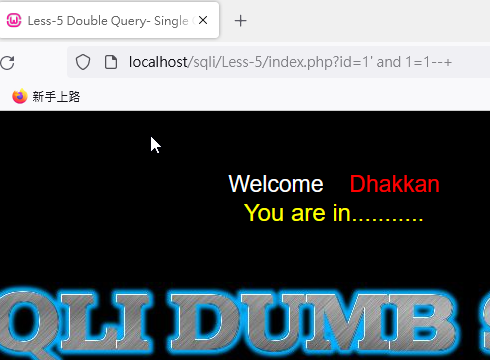 Less-5 Double Query- Single
localhost/sqli/Less-5/index.php?id=1' and 1=1--+
新手上路
Welcome Dhakkan
You are in...........
SQLI DUMB S